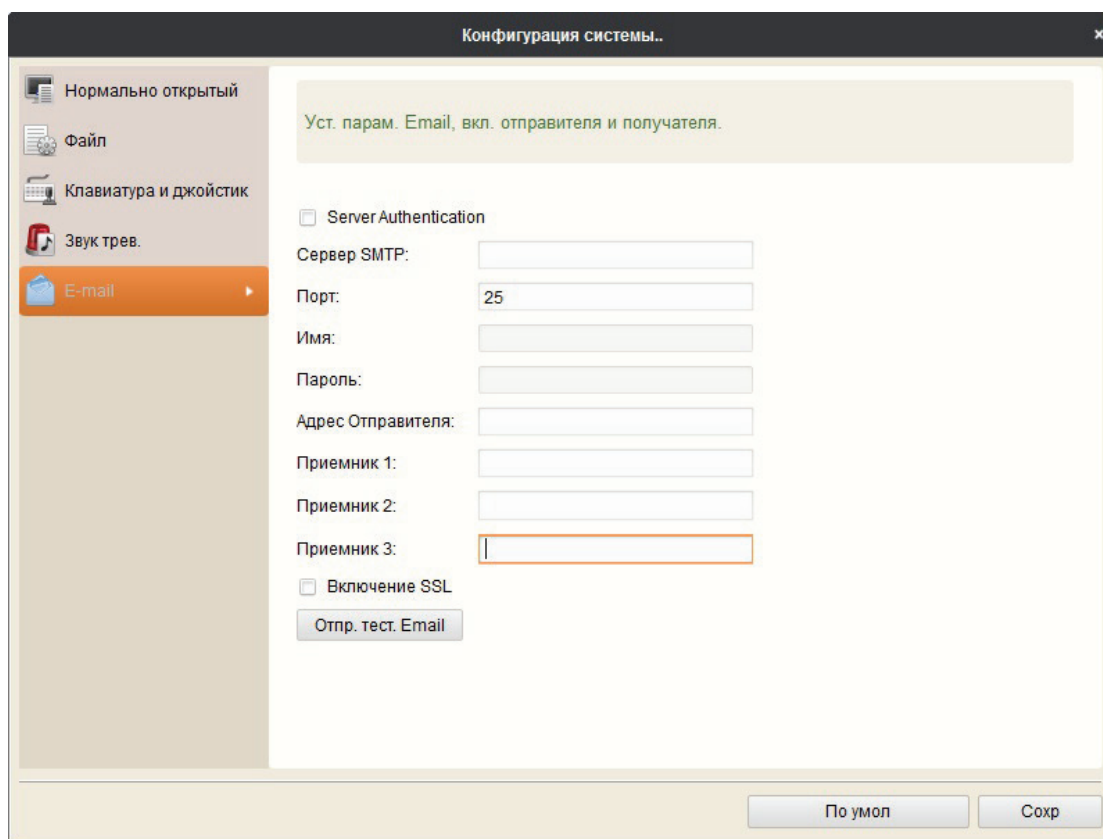 Конфигурация системы..
Нормально открытый
Файл
Клавиатура и джойстик
Звук трев.
E-mail
Уст. парам. Email, вкл. отправителя и получателя.
Server Authentication
Сервер SMTP:
Порт: 25
Имя:
Пароль:
Адрес Отправителя:
Приемник 1:
Приемник 2:
Приемник 3:
Включение SSL
Отпр. тест. Email
По умол Сохр